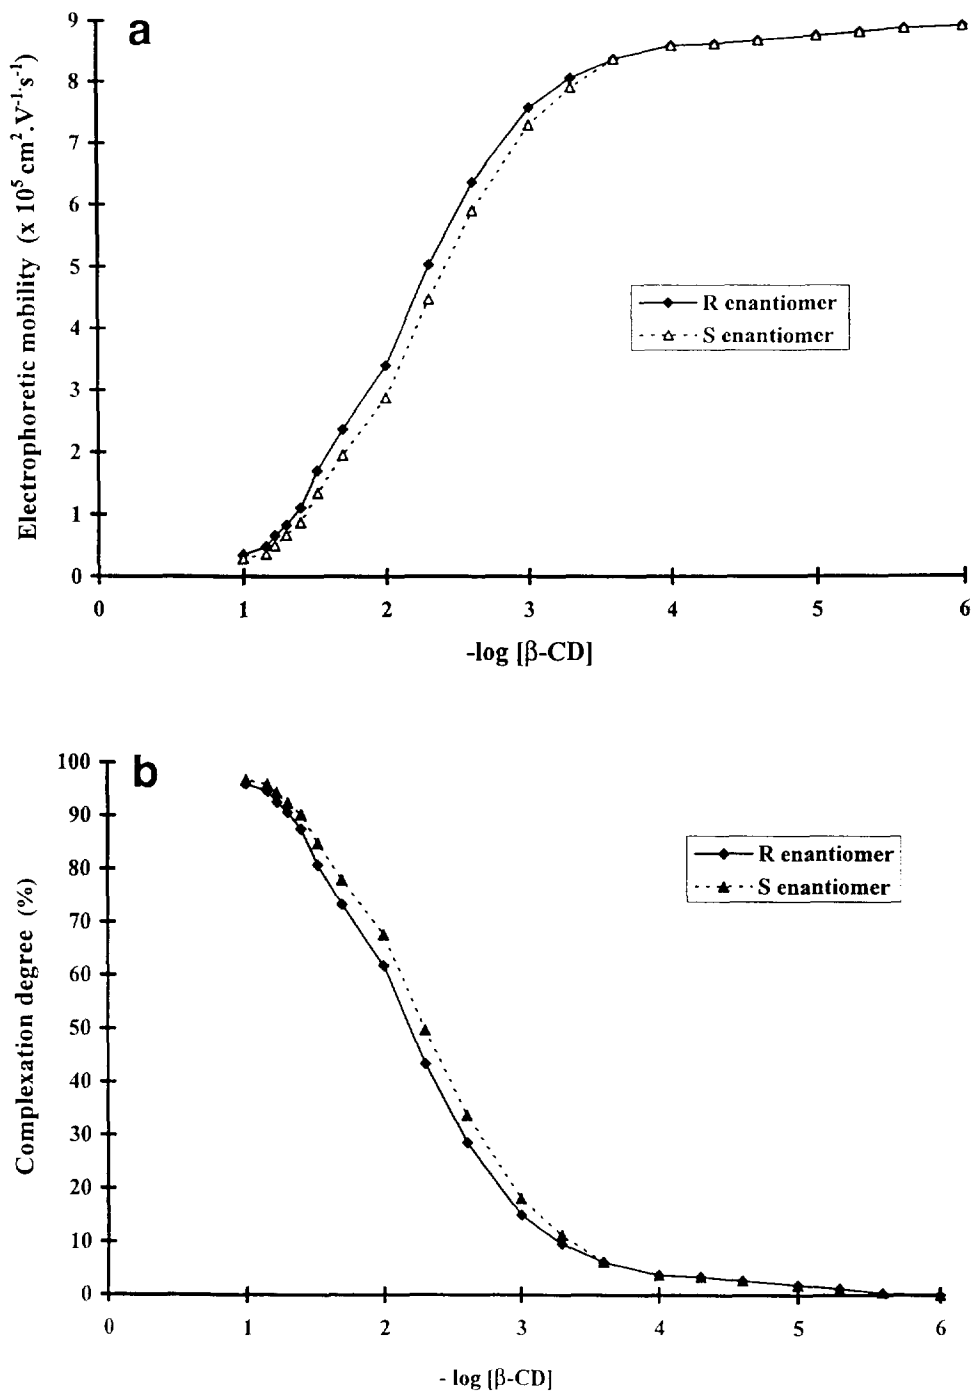 a
9
8
7
6
5
4
3
2
1
0
Electrophoretic mobility (x 10⁵ cm².V⁻¹·s⁻¹)
R enantiomer
S enantiomer
0 1 2 3 4 5 6
-log [β-CD]
b
100
90
80
70
60
50
40
30
20
10
0
Complexation degree (%)
R enantiomer
S enantiomer
0 1 2 3 4 5 6
- log [β-CD]